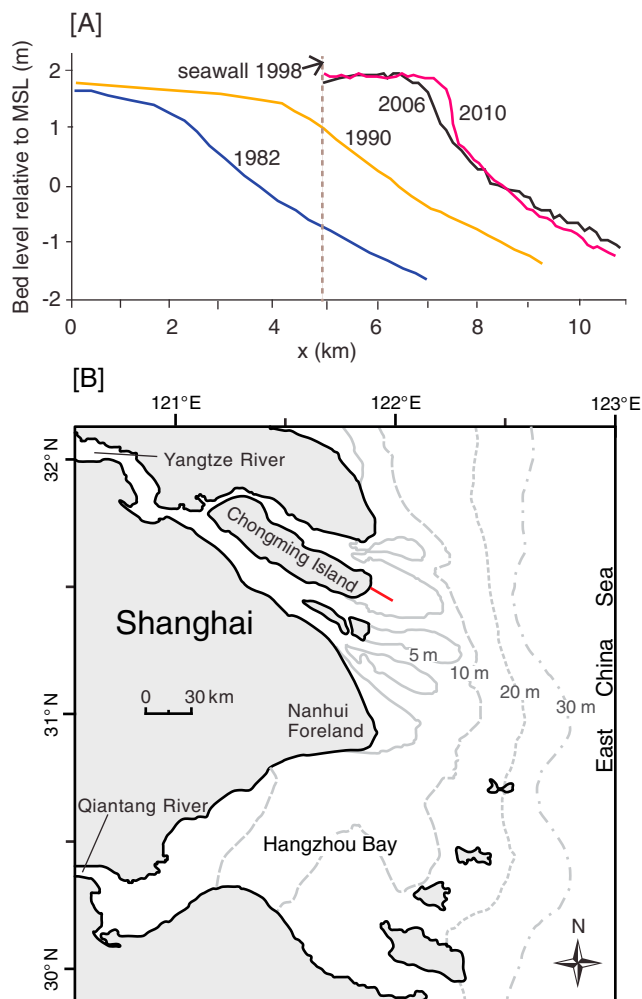 [A]
Bed level relative to MSL (m)
2
1
0
-1
-2
seawall 1998
2006
2010
1990
1982
0
2
4
6
8
10
x (km)
[B]
121°E
122°E
123°E
32°N
31°N
30°N
Yangtze River
Chongming Island
Shanghai
0 30 km
Nanhui
Foreland
5 m
10 m
20 m
30 m
East China Sea
Qiantang River
Hangzhou Bay
N